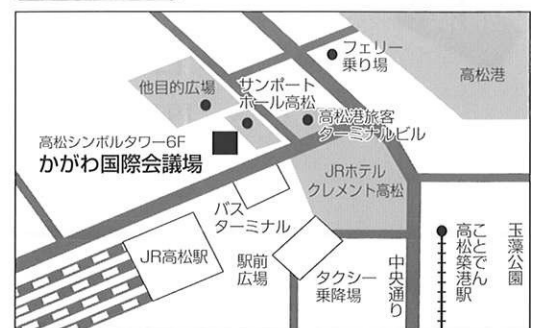 フェリー
乗り場
高松港
他目的広場
サンポート
ホール高松
高松港旅客
ターミナルビル
高松シンボルタワー6F
かがわ国際会議場
JRホテル
クレメント高松
バス
ターミナル
JR高松駅
駅前
広場
タクシー
乗降場
中央通り
ことでん
高松築港駅
玉藻公園